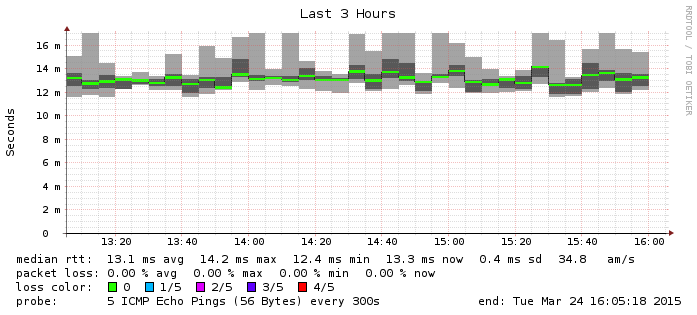 Last 3 Hours
RRDTOOL / TOBI OETIKER
Seconds
16 m
14 m
12 m
10 m
8 m
6 m
4 m
2 m
0
13:20 13:40 14:00 14:20 14:40 15:00 15:20 15:40 16:00
median rtt: 13.1 ms avg 14.2 ms max 12.4 ms min 13.3 ms now 0.4 ms sd 34.8 am/s
packet loss: 0.00 % avg 0.00 % max 0.00 % min 0.00 % now
loss color: 0 1/5 2/5 3/5 4/5
probe: 5 ICMP Echo Pings (56 Bytes) every 300s end: Tue Mar 24 16:05:18 2015